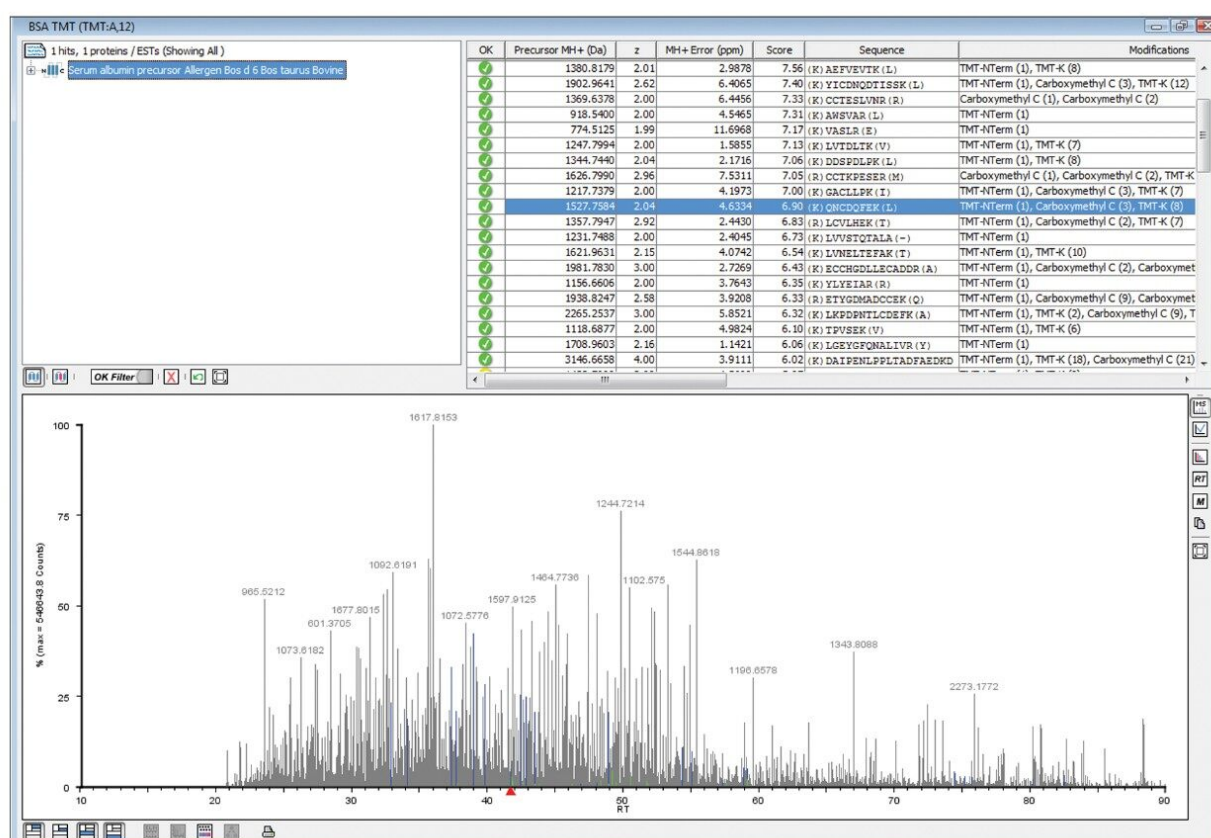 BSA TMT (TMT:A,12)
1 hits, 1 proteins / ESTs (Showing All )
Serum albumin precursor Allergen Bos d 6 Bos taurus Bovine
OK Precursor MH+ (Da) z MH+ Error (ppm) Score Sequence Modifications
1380.8179 2.01 2.9878 7.56 (K)AEFVEVTK(L) TMT-NTerm (1), TMT-K (8)
1902.9641 2.62 6.4065 7.40 (K)YICDNQDTISSK(L) TMT-NTerm (1), Carboxymethyl C (3), TMT-K (12)
1369.6378 2.00 6.4456 7.33 (K)CCTESLVNR(R) Carboxymethyl C (1), Carboxymethyl C (2)
918.5400 2.00 4.5465 7.31 (K)AWSVAR(L) TMT-NTerm (1)
774.5125 1.99 11.6968 7.17 (K)VASLR(E) TMT-NTerm (1)
1247.7994 2.00 1.5855 7.13 (K)LVTDLTK(V) TMT-NTerm (1), TMT-K (7)
1344.7440 2.04 2.1716 7.06 (K)DDSPDLPK(L) TMT-NTerm (1), TMT-K (8)
1626.7990 2.96 7.5311 7.05 (R)CCTKPESER(M) Carboxymethyl C (1), Carboxymethyl C (2), TMT-K
1217.7379 2.00 4.1973 7.00 (K)GACLLPK(I) TMT-NTerm (1), Carboxymethyl C (3), TMT-K (7)
1527.7584 2.04 4.6334 6.90 (K)QNCDQFEK(L) TMT-NTerm (1), Carboxymethyl C (3), TMT-K (8)
1357.7947 2.92 2.4430 6.83 (R)LCVLHEK(T) TMT-NTerm (1), Carboxymethyl C (2), TMT-K (7)
1231.7488 2.00 2.4045 6.73 (K)LVVSTQTALA(-) TMT-NTerm (1)
1621.9631 2.15 4.0742 6.54 (K)LVNELTEFAK(T) TMT-NTerm (1), TMT-K (10)
1981.7830 3.00 2.7269 6.43 (K)ECCHGDLLECADDR(A) TMT-NTerm (1), Carboxymethyl C (2), Carboxymet
1156.6606 2.00 3.7643 6.35 (K)YLYEIAR(R) TMT-NTerm (1)
1938.8247 2.58 3.9208 6.33 (R)ETYGDMADCCEK(Q) TMT-NTerm (1), Carboxymethyl C (9), Carboxymet
2265.2537 3.00 5.8521 6.32 (K)LKPDPNTLCDEFK(A) TMT-NTerm (1), TMT-K (2), Carboxymethyl C (9), T
1118.6877 2.00 4.9824 6.10 (K)TPVSEK(V) TMT-NTerm (1), TMT-K (6)
1708.9603 2.16 1.1421 6.06 (K)LGEYGFQNALIVR(Y) TMT-NTerm (1)
3146.6658 4.00 3.9111 6.02 (K)DAIPENLPPLTADFAEDKD TMT-NTerm (1), TMT-K (18), Carboxymethyl C (21)
OK Filter
MS
RT
M
1617.8153
1244.7214
1544.8618
1092.6191
1464.7736
1102.575
965.5212
1597.9125
1677.8015
1072.5776
601.3705
1073.6182
1343.8088
1196.6578
2273.1772
% (max = 546643.8 Counts)
100
75
50
25
0
10 20 30 40 50 60 70 80 90
RT